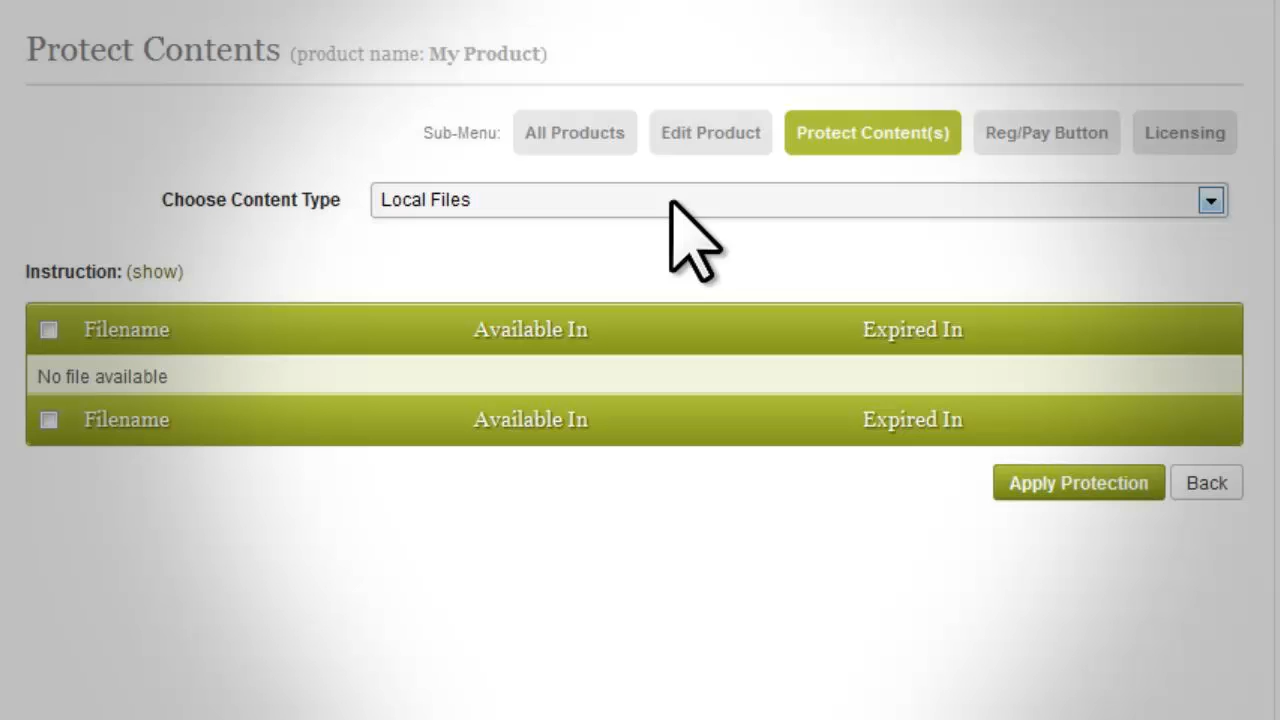 Protect Contents (product name: My Product)
Sub-Menu: All Products Edit Product Protect Content(s) Reg/Pay Button Licensing
Choose Content Type Local Files
Instruction: (show)
Filename Available In Expired In
No file available
Filename Available In Expired In
Apply Protection Back